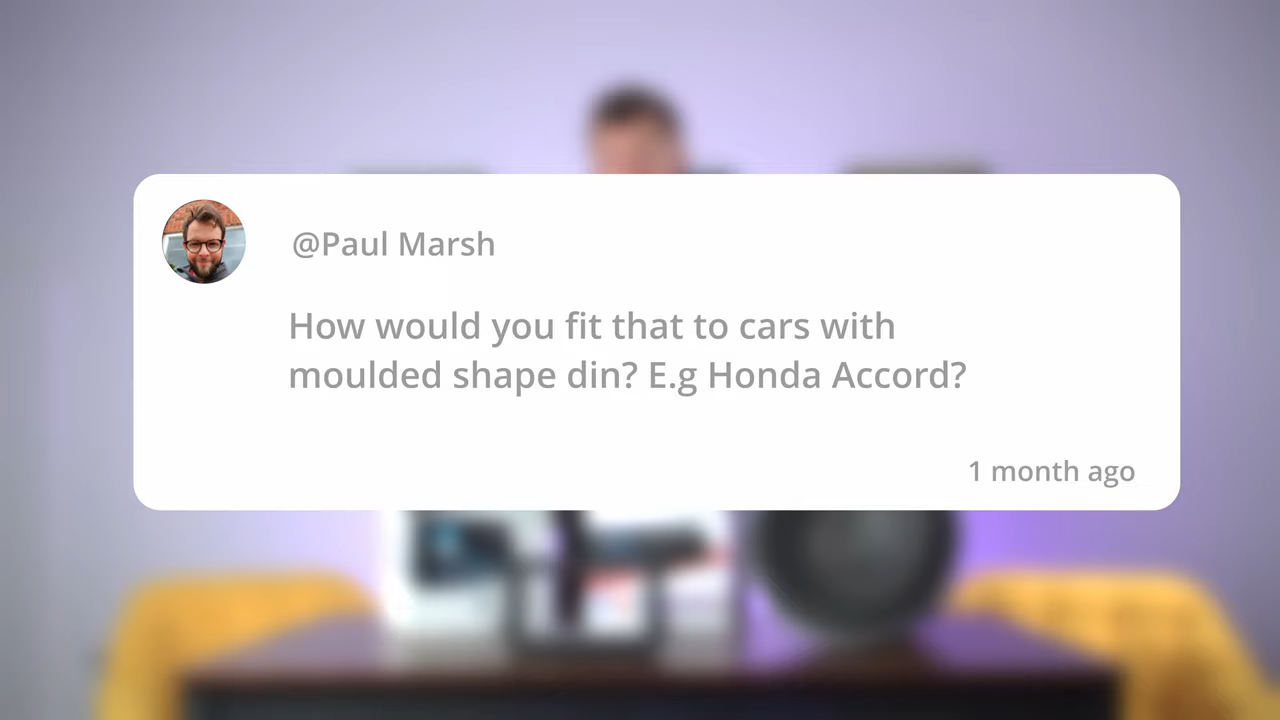 @Paul Marsh
How would you fit that to cars with
moulded shape din? E.g Honda Accord?
1 month ago